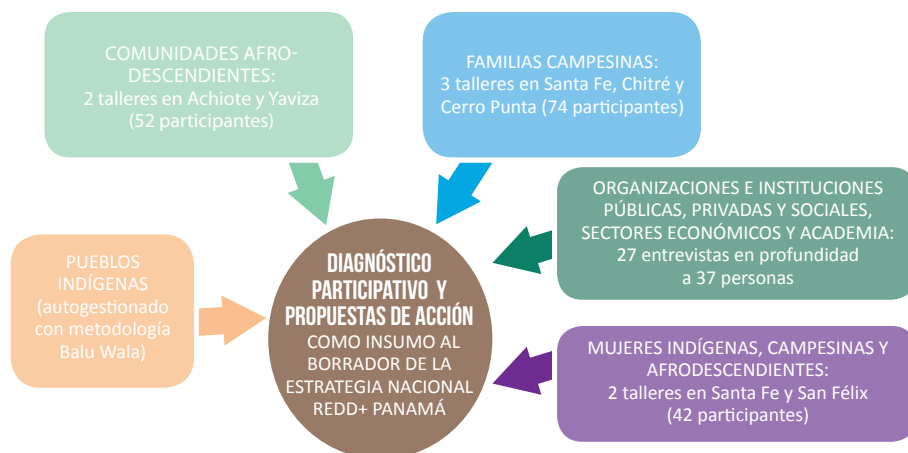 COMUNIDADES AFRO-
DESCENDIENTES:
2 talleres en Achiote y Yaviza
(52 participantes)
FAMILIAS CAMPESINAS:
3 talleres en Santa Fe, Chitré y
Cerro Punta (74 participantes)
ORGANIZACIONES E INSTITUCIONES
PÚBLICAS, PRIVADAS Y SOCIALES,
SECTORES ECONÓMICOS Y ACADEMIA:
27 entrevistas en profundidad
a 37 personas
PUEBLOS
INDÍGENAS
(autogestionado
con metodología
Balu Wala)
DIAGNÓSTICO
PARTICIPATIVO Y
PROPUESTAS DE ACCIÓN
COMO INSUMO AL
BORRADOR DE LA
ESTRATEGIA NACIONAL
REDD+ PANAMÁ
MUJERES INDÍGENAS, CAMPESINAS Y
AFRODESCENDIENTES:
2 talleres en Santa Fe y San Félix
(42 participantes)